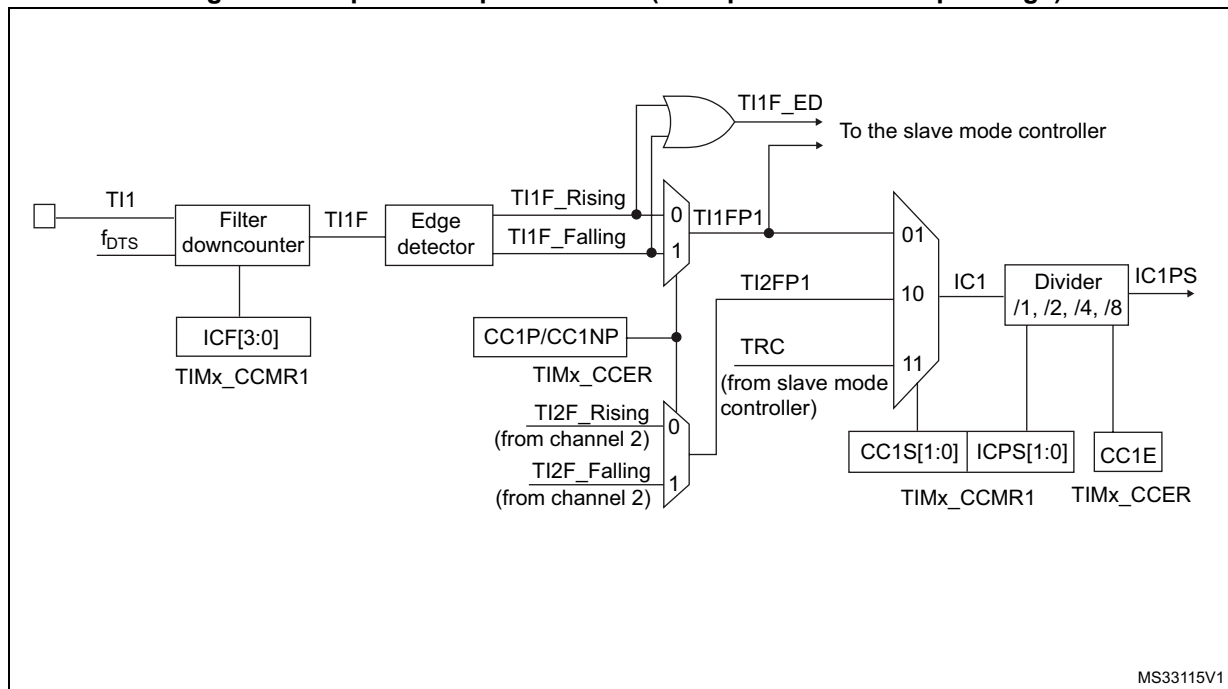 TI1F_ED
To the slave mode controller
TI1
f_DTS
Filter
downcounter
TI1F
Edge
detector
TI1F_Rising
TI1F_Falling
0
1
TI1FP1
01
10
11
TI2FP1
TRC
(from slave mode
controller)
IC1
Divider
/1, /2, /4, /8
IC1PS
ICF[3:0]
TIMx_CCMR1
CC1P/CC1NP
TIMx_CCER
TI2F_Rising
(from channel 2)
TI2F_Falling
(from channel 2)
0
1
CC1S[1:0]
ICPS[1:0]
TIMx_CCMR1
CC1E
TIMx_CCER
MS33115V1